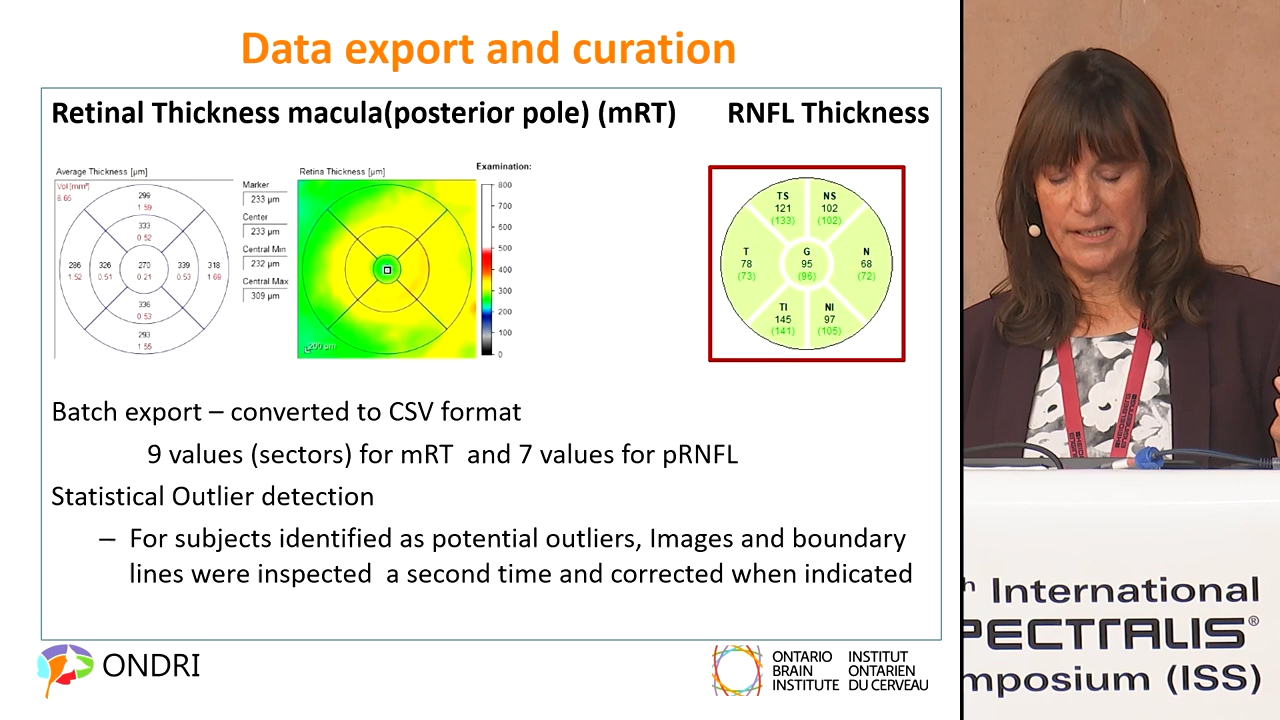 Data export and curation
Retinal Thickness macula(posterior pole) (mRT)
RNFL Thickness
Average Thickness [µm]
Vol [mm³]
8.65
299
1.59
333
0.52
286
1.52
326
0.51
270
0.21
339
0.53
318
1.69
336
0.53
293
1.55
Marker
233 µm
Center
233 µm
Central Min
232 µm
Central Max
309 µm
Retina Thickness [µm]
200 µm
Examination:
800
700
600
500
400
300
200
100
0
TS
121
(133)
NS
102
(102)
T
78
(73)
G
95
(96)
N
68
(72)
TI
145
(141)
NI
97
(105)
Batch export – converted to CSV format
9 values (sectors) for mRT and 7 values for pRNFL
Statistical Outlier detection
– For subjects identified as potential outliers, Images and boundary
lines were inspected a second time and corrected when indicated
ONDRI
ONTARIO
BRAIN
INSTITUTE
INSTITUT
ONTARIEN
DU CERVEAU
HEIDELBERG
ENGINEERING
h International
PECTRALIS®
mposium (ISS)